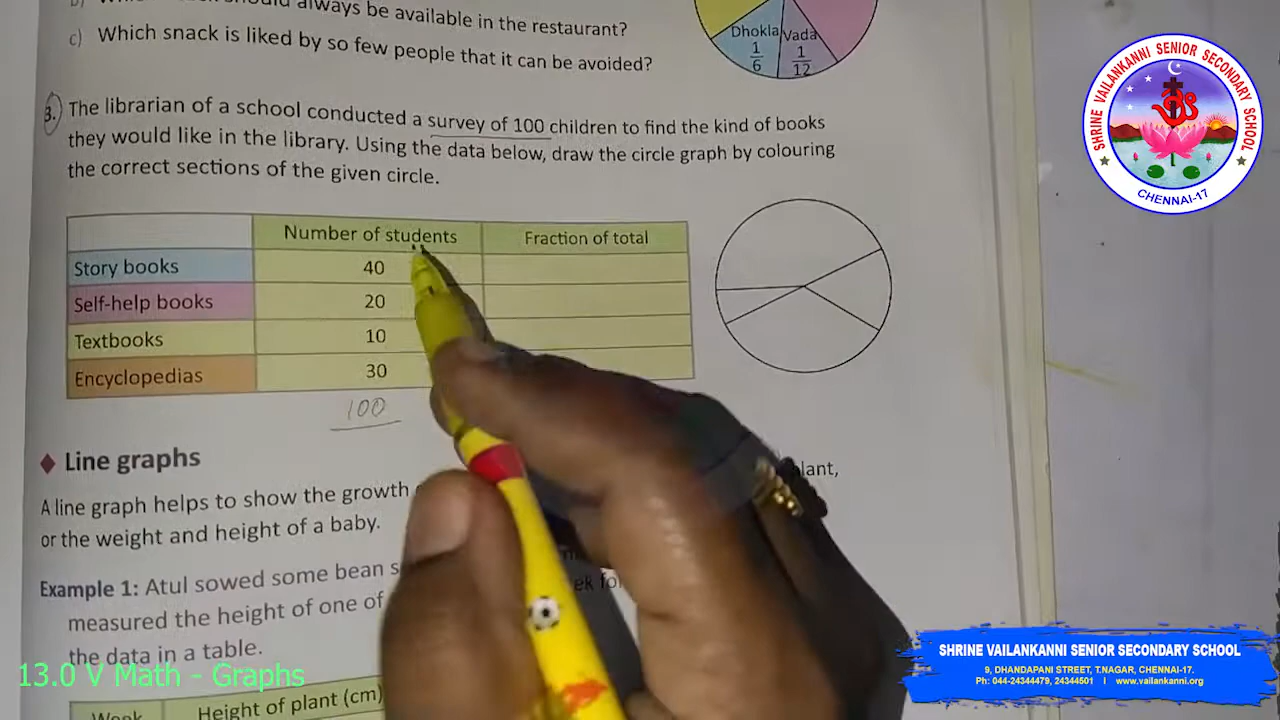 always be available in the restaurant?
c) Which snack is liked by so few people that it can be avoided?
Dhokla Vada
1/6 1/12
3. The librarian of a school conducted a survey of 100 children to find the kind of books
they would like in the library. Using the data below, draw the circle graph by colouring
the correct sections of the given circle.
Number of students Fraction of total
Story books 40
Self-help books 20
Textbooks 10
Encyclopedias 30
100
Line graphs
A line graph helps to show the growth plant,
or the weight and height of a baby.
Example 1: Atul sowed some bean
measured the height of one of
the data in a table.
Week Height of plant (cm)
13.0 V Math - Graphs
SHRINE VAILANKANNI SENIOR SECONDARY SCHOOL
CHENNAI-17
SHRINE VAILANKANNI SENIOR SECONDARY SCHOOL
9, DHANDAPANI STREET, T.NAGAR, CHENNAI-17.
Ph: 044-24344479, 24344501 I www.vailankanni.org